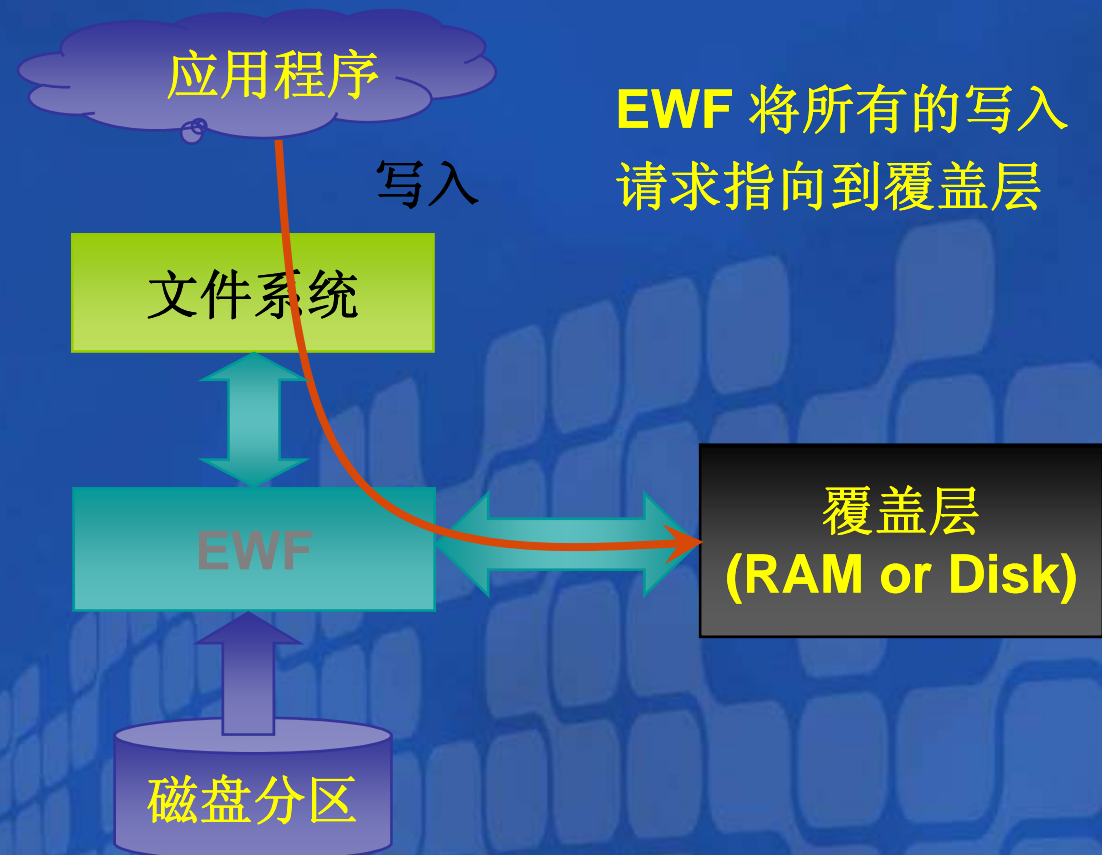 应用程序
EWF 将所有的写入
请求指向到覆盖层
写入
文件系统
EWF
覆盖层
(RAM or Disk)
磁盘分区